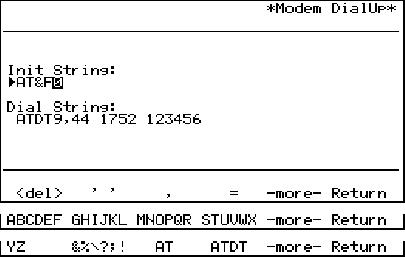 *Modem DialUp*
Init String:
▶AT&F0
Dial String:
ATDT9,44 1752 123456
<del> ' ' , = -more- Return
ABCDEF GHIJKL MNOPQR STUVWX -more- Return
YZ &%\?;! AT ATDT -more- Return